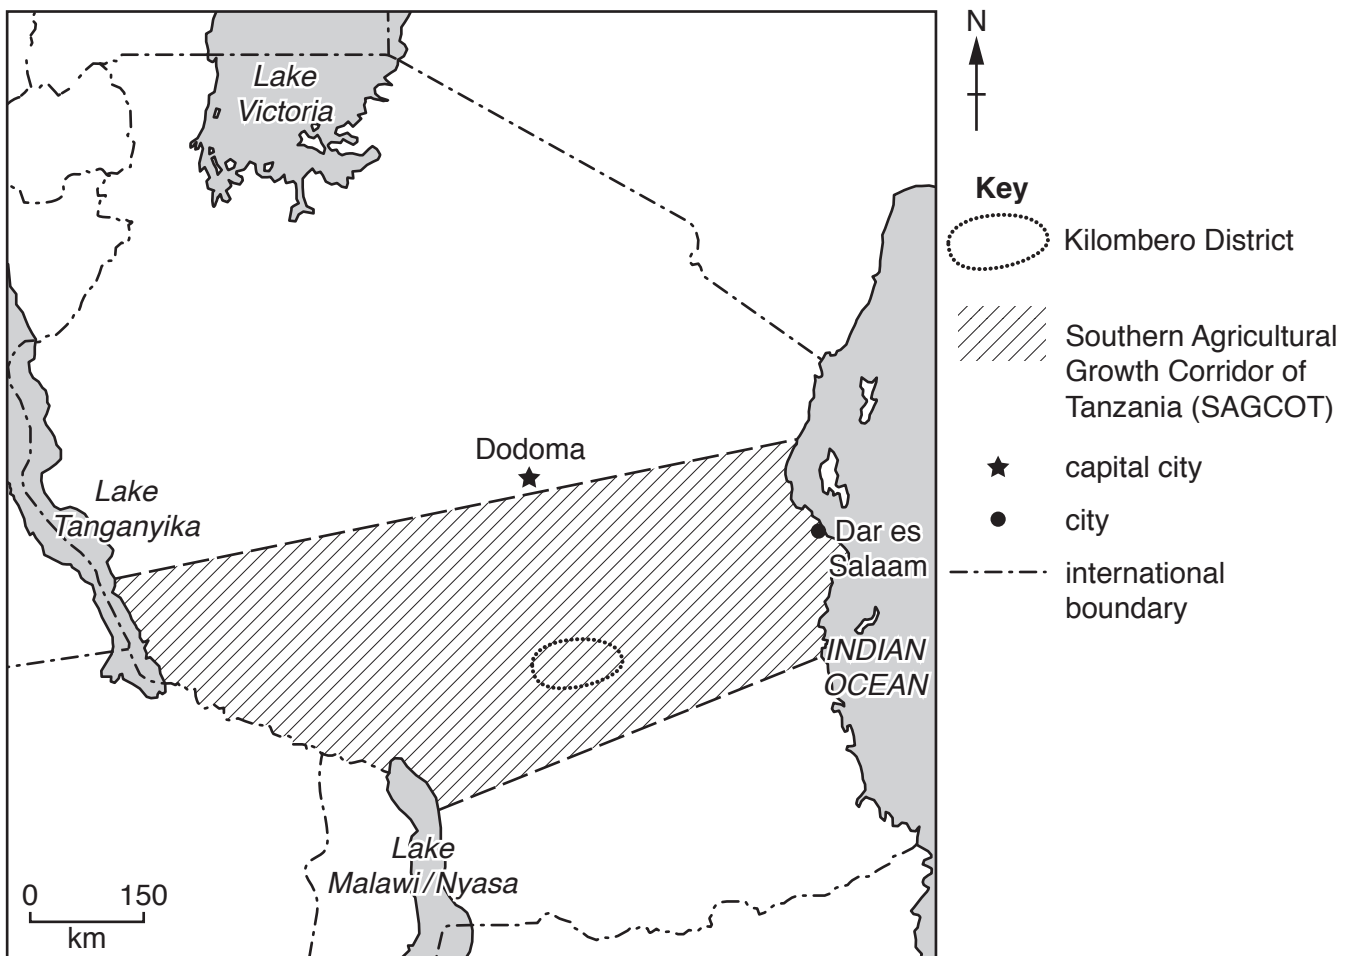 Lake
Victoria
Dodoma
Lake
Tanganyika
Dar es
Salaam
INDIAN
OCEAN
Lake
Malawi/Nyasa
0 150
km
N
Key
Kilombero District
Southern Agricultural
Growth Corridor of
Tanzania (SAGCOT)
capital city
city
international
boundary